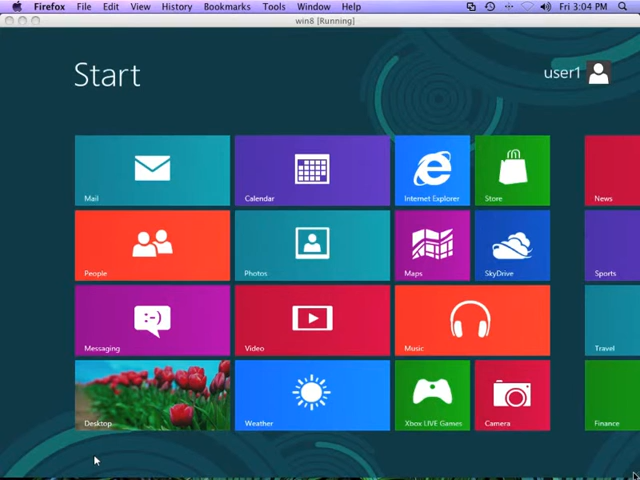 Firefox File Edit View History Bookmarks Tools Window Help Fri 3:04 PM
win8 [Running]
Start
user1
Mail
Calendar
Internet Explorer
Store
News
People
Photos
Maps
SkyDrive
Sports
Messaging
:-)
Video
Music
Travel
Desktop
Weather
Xbox LIVE Games
Camera
Finance